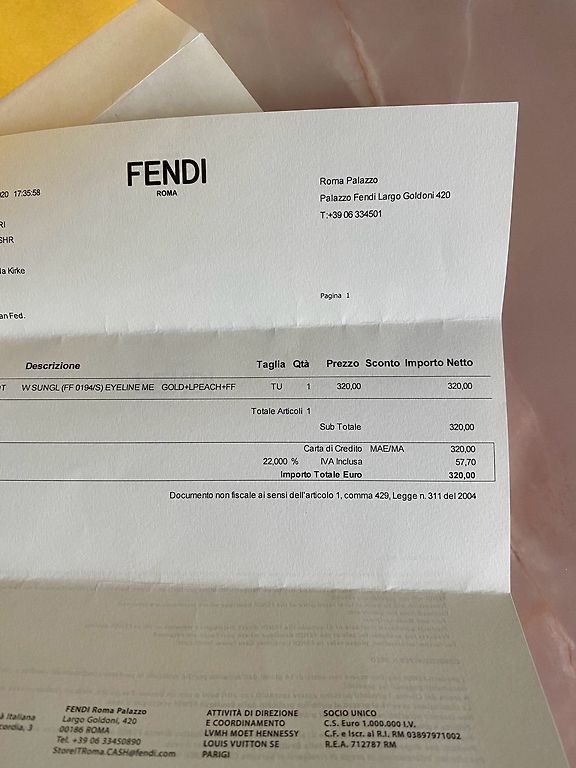 FENDI
ROMA
020 17:35:58
Roma Palazzo
Palazzo Fendi Largo Goldoni 420
T:+39 06 334501
RI
SHR
la Kirke
Pagina 1
an Fed.
Descrizione Taglia Qtà Prezzo Sconto Importo Netto
OT W SUNGL (FF 0194/S) EYELINE ME GOLD+LPEACH+FF TU 1 320,00 320,00
Totale Articoli 1
Sub Totale 320,00
Carta di Credito MAE/MA 320,00
22,000 % IVA Inclusa 57,70
Importo Totale Euro 320,00
Documento non fiscale ai sensi dell'articolo 1, comma 429, Legge n. 311 del 2004
à Italiana
cordia, 3
FENDI Roma Palazzo
Largo Goldoni, 420
00186 ROMA
Tel. +39 06 33450890
StoreITRoma.CASH@fendi.com
ATTIVITÀ DI DIREZIONE
E COORDINAMENTO
LVMH MOET HENNESSY
LOUIS VUITTON SE
PARIGI
SOCIO UNICO
C.S. Euro 1.000.000 I.V.
C.F. e Iscr. al R.I. RM 03897971002
R.E.A. 712787 RM